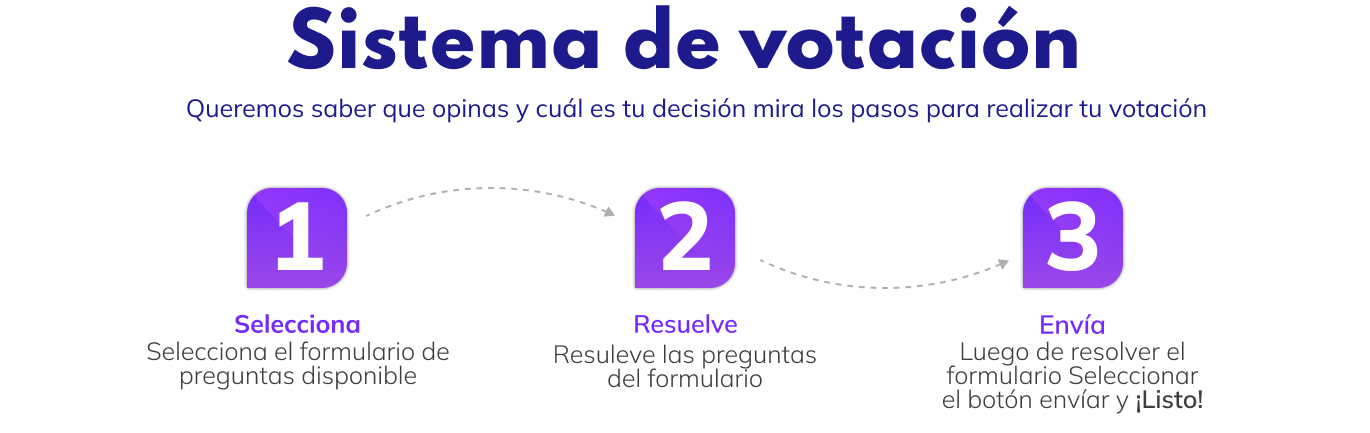 Sistema de votación
Queremos saber que opinas y cuál es tu decisión mira los pasos para realizar tu votación
1
2
3
Selecciona
Selecciona el formulario de
preguntas disponible
Resuelve
Resuleve las preguntas
del formulario
Envía
Luego de resolver el
formulario Seleccionar
el botón envíar y ¡Listo!